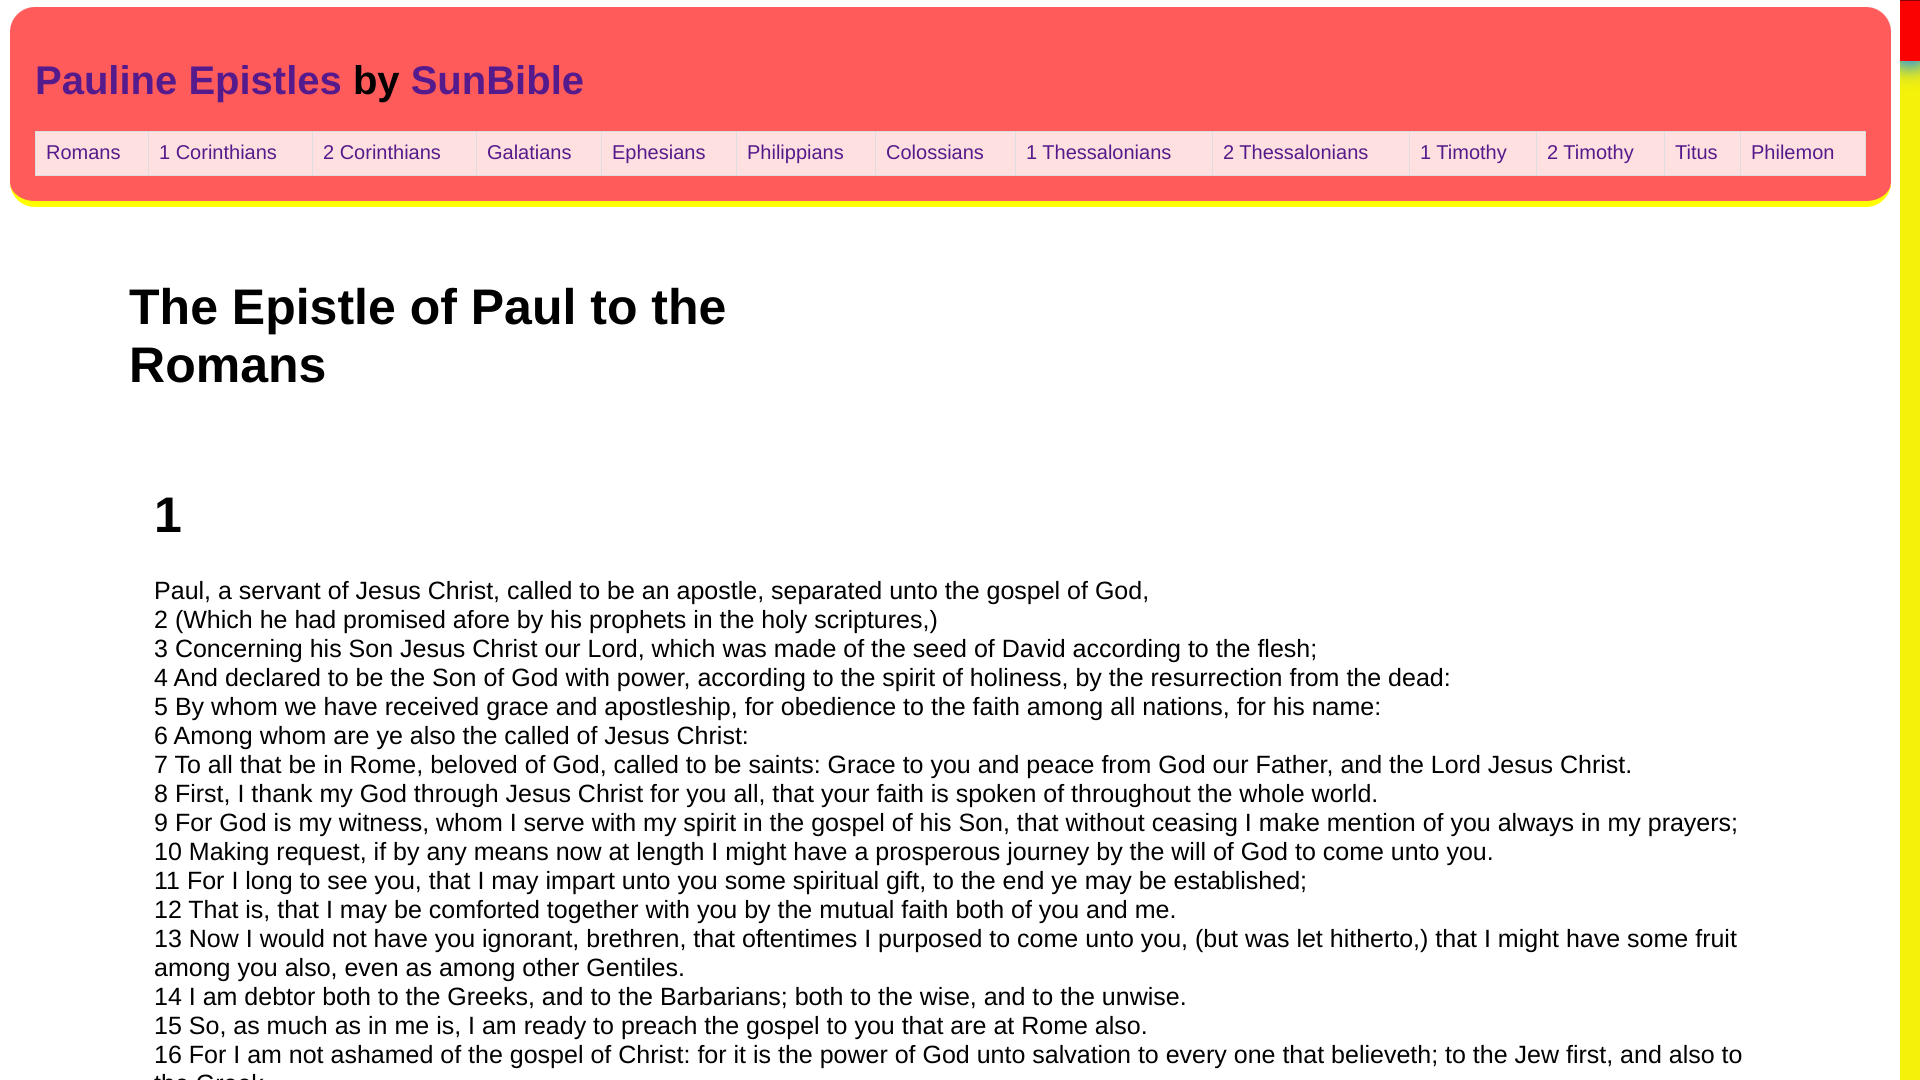 Pauline Epistles by SunBible
Romans 1 Corinthians 2 Corinthians Galatians Ephesians Philippians Colossians 1 Thessalonians 2 Thessalonians 1 Timothy 2 Timothy Titus Philemon
The Epistle of Paul to the
Romans
1
Paul, a servant of Jesus Christ, called to be an apostle, separated unto the gospel of God,
2 (Which he had promised afore by his prophets in the holy scriptures,)
3 Concerning his Son Jesus Christ our Lord, which was made of the seed of David according to the flesh;
4 And declared to be the Son of God with power, according to the spirit of holiness, by the resurrection from the dead:
5 By whom we have received grace and apostleship, for obedience to the faith among all nations, for his name:
6 Among whom are ye also the called of Jesus Christ:
7 To all that be in Rome, beloved of God, called to be saints: Grace to you and peace from God our Father, and the Lord Jesus Christ.
8 First, I thank my God through Jesus Christ for you all, that your faith is spoken of throughout the whole world.
9 For God is my witness, whom I serve with my spirit in the gospel of his Son, that without ceasing I make mention of you always in my prayers;
10 Making request, if by any means now at length I might have a prosperous journey by the will of God to come unto you.
11 For I long to see you, that I may impart unto you some spiritual gift, to the end ye may be established;
12 That is, that I may be comforted together with you by the mutual faith both of you and me.
13 Now I would not have you ignorant, brethren, that oftentimes I purposed to come unto you, (but was let hitherto,) that I might have some fruit
among you also, even as among other Gentiles.
14 I am debtor both to the Greeks, and to the Barbarians; both to the wise, and to the unwise.
15 So, as much as in me is, I am ready to preach the gospel to you that are at Rome also.
16 For I am not ashamed of the gospel of Christ: for it is the power of God unto salvation to every one that believeth; to the Jew first, and also to
the Greek